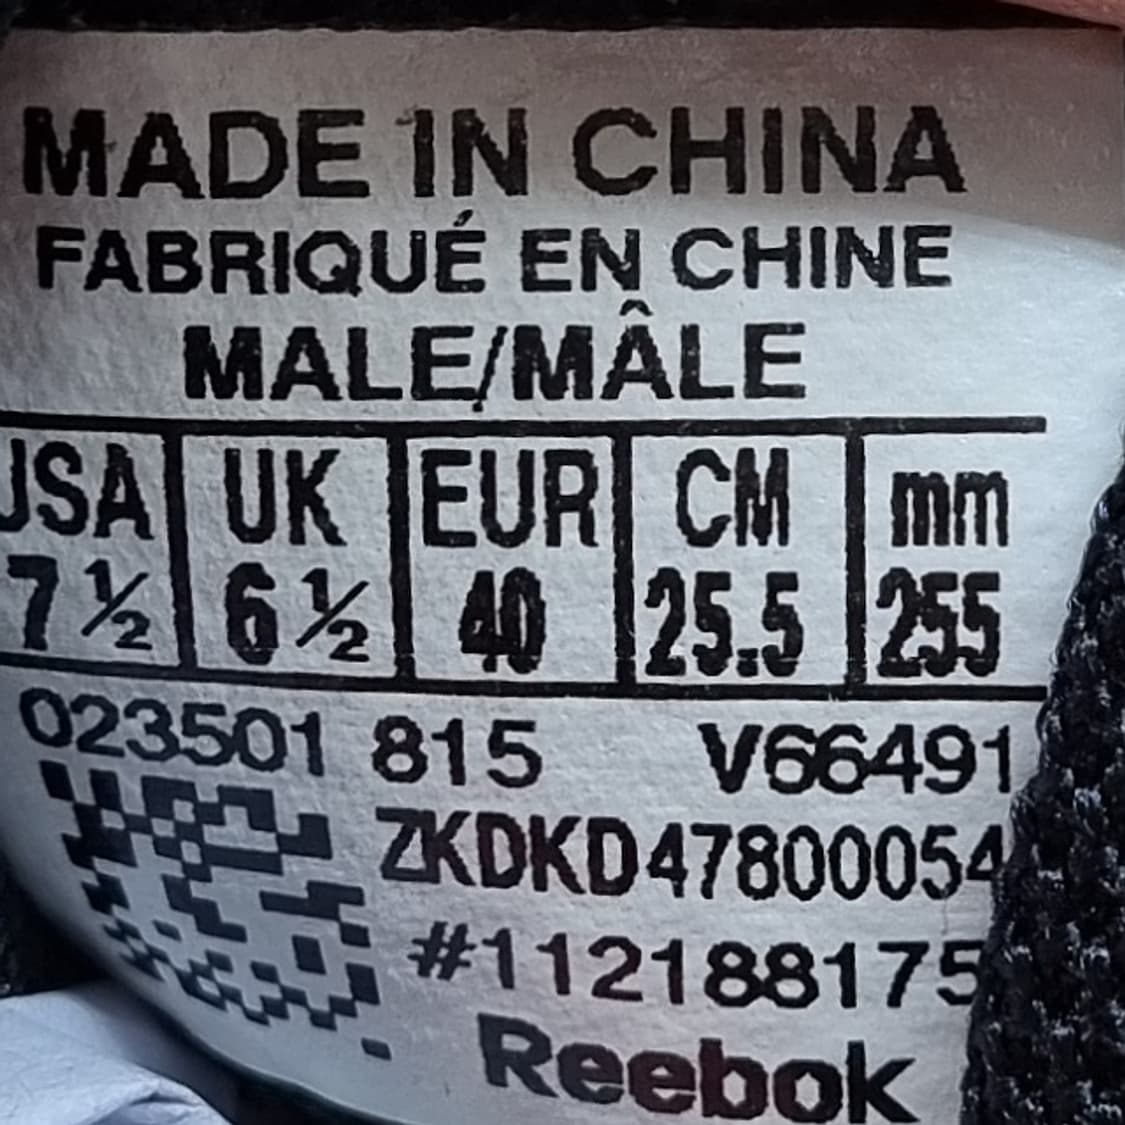 MADE IN CHINA
FABRIQUÉ EN CHINE
MALE/MÂLE
USA UK EUR CM mm
7 ½ 6 ½ 40 25.5 255
023501 815 V66491
ZKDKD47800054
#112188175
Reebok